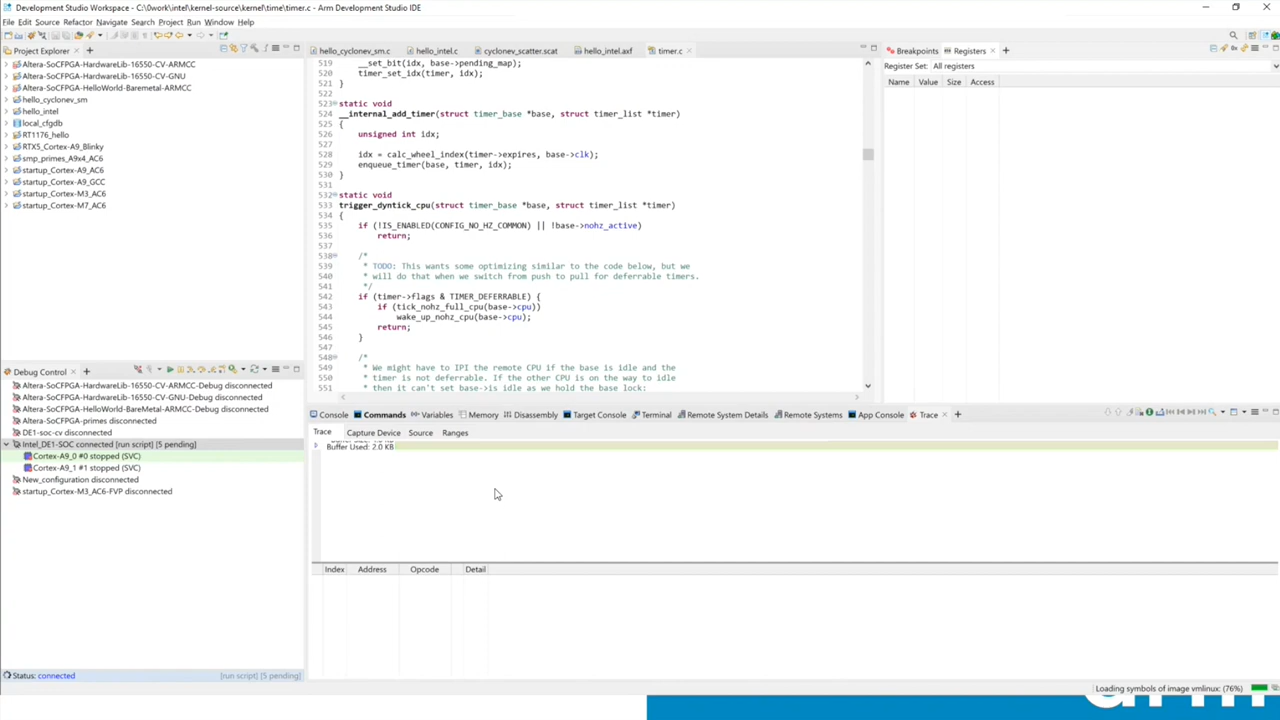 Development Studio Workspace - C:\0work\intel\kernel-source\kernel\time\timer.c - Arm Development Studio IDE
File Edit Source Refactor Navigate Search Project Run Window Help
Project Explorer
Altera-SoCFPGA-HardwareLib-16550-CV-ARMCC
Altera-SoCFPGA-HardwareLib-16550-CV-GNU
Altera-SoCFPGA-HelloWorld-Baremetal-ARMCC
hello_cyclonev_sm
hello_intel
local_cfgdb
RT1176_hello
RTX5_Cortex-A9_Blinky
smp_primes_A9x4_AC6
startup_Cortex-A9_AC6
startup_Cortex-A9_GCC
startup_Cortex-M3_AC6
startup_Cortex-M7_AC6
hello_cyclonev_sm.c hello_intel.c cyclonev_scatter.scat hello_intel.axf timer.c
519 __set_bit(idx, base->pending_map);
520 timer_set_idx(timer, idx);
521 }
522
523 static void
524 __internal_add_timer(struct timer_base *base, struct timer_list *timer)
525 {
526 unsigned int idx;
527
528 idx = calc_wheel_index(timer->expires, base->clk);
529 enqueue_timer(base, timer, idx);
530 }
531
532 static void
533 trigger_dyntick_cpu(struct timer_base *base, struct timer_list *timer)
534 {
535 if (!IS_ENABLED(CONFIG_NO_HZ_COMMON) || !base->nohz_active)
536 return;
537
538 /*
539 * TODO: This wants some optimizing similar to the code below, but we
540 * will do that when we switch from push to pull for deferrable timers.
541 */
542 if (timer->flags & TIMER_DEFERRABLE) {
543 if (tick_nohz_full_cpu(base->cpu))
544 wake_up_nohz_cpu(base->cpu);
545 return;
546 }
547
548 /*
549 * We might have to IPI the remote CPU if the base is idle and the
550 * timer is not deferrable. If the other CPU is on the way to idle
551 * then it can't set base->is_idle as we hold the base lock:
Breakpoints Registers
Register Set: All registers
Name Value Size Access
Debug Control
Altera-SoCFPGA-HardwareLib-16550-CV-ARMCC-Debug disconnected
Altera-SoCFPGA-HardwareLib-16550-CV-GNU-Debug disconnected
Altera-SoCFPGA-HelloWorld-BareMetal-ARMCC-Debug disconnected
Altera-SoCFPGA-primes disconnected
DE1-soc-cv disconnected
Intel_DE1-SOC connected [run script] [5 pending]
Cortex-A9_0 #0 stopped (SVC)
Cortex-A9_1 #1 stopped (SVC)
New_configuration disconnected
startup_Cortex-M3_AC6-FVP disconnected
Status: connected
[run script] [5 pending]
Console Commands Variables Memory Disassembly Target Console Terminal Remote System Details Remote Systems App Console Trace
Trace Capture Device Source Ranges
Buffer Used: 2.0 KB
Index Address Opcode Detail
Loading symbols of image vmlinux: (76%)